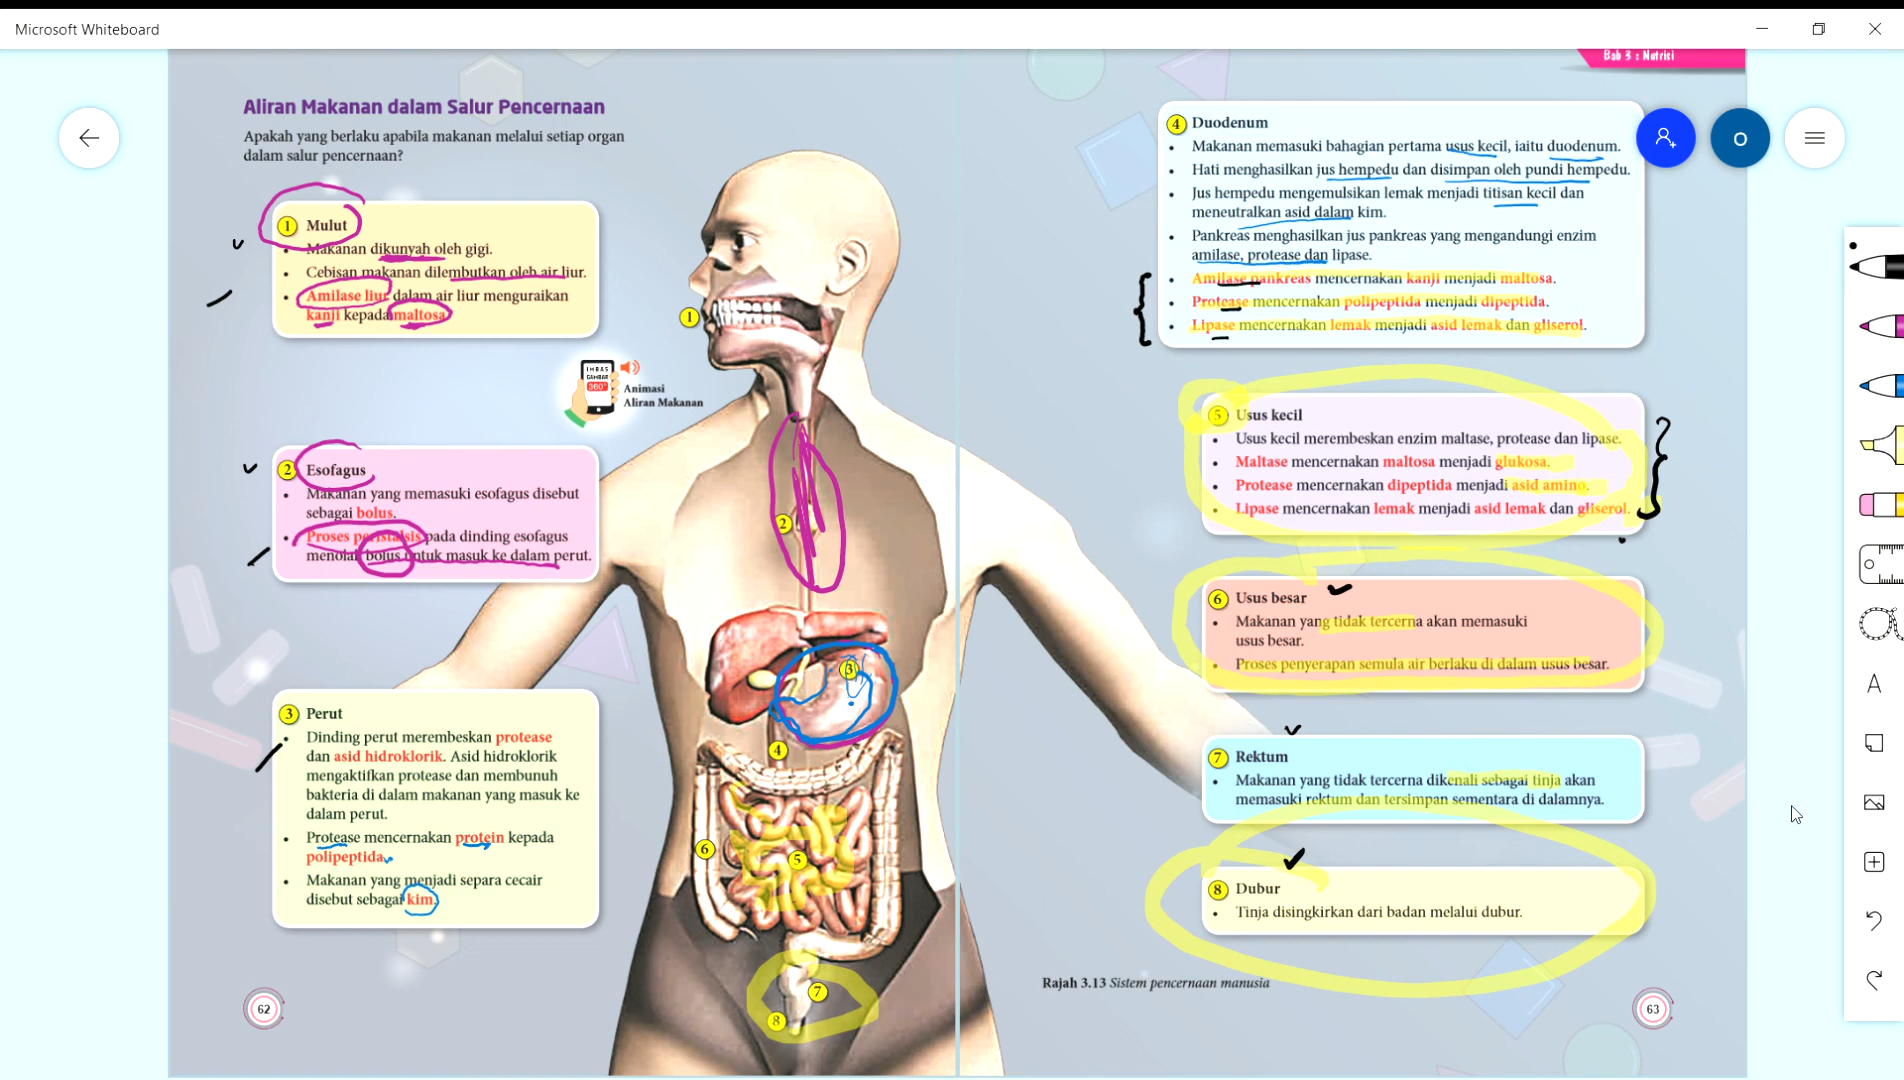 Microsoft Whiteboard
Bab 3 : Nutrisi
Aliran Makanan dalam Salur Pencernaan
Apakah yang berlaku apabila makanan melalui setiap organ
dalam salur pencernaan?
1 Mulut
• Makanan dikunyah oleh gigi.
• Cebisan makanan dilembutkan oleh air liur.
• Amilase liur dalam air liur menguraikan
kanji kepada maltosa.
IMBAS
GAMBAR
360°
Animasi
Aliran Makanan
2 Esofagus
• Makanan yang memasuki esofagus disebut
sebagai bolus.
• Proses peristalsis pada dinding esofagus
menolak bolus untuk masuk ke dalam perut.
3 Perut
• Dinding perut merembeskan protease
dan asid hidroklorik. Asid hidroklorik
mengaktifkan protease dan membunuh
bakteria di dalam makanan yang masuk ke
dalam perut.
• Protease mencernakan protein kepada
polipeptida.
• Makanan yang menjadi separa cecair
disebut sebagai kim.
62
1
2
3
4
6
5
7
8
4 Duodenum
• Makanan memasuki bahagian pertama usus kecil, iaitu duodenum.
• Hati menghasilkan jus hempedu dan disimpan oleh pundi hempedu.
• Jus hempedu mengemulsikan lemak menjadi titisan kecil dan
meneutralkan asid dalam kim.
• Pankreas menghasilkan jus pankreas yang mengandungi enzim
amilase, protease dan lipase.
• Amilase pankreas mencernakan kanji menjadi maltosa.
• Protease mencernakan polipeptida menjadi dipeptida.
• Lipase mencernakan lemak menjadi asid lemak dan gliserol.
5 Usus kecil
• Usus kecil merembeskan enzim maltase, protease dan lipase.
• Maltase mencernakan maltosa menjadi glukosa.
• Protease mencernakan dipeptida menjadi asid amino.
• Lipase mencernakan lemak menjadi asid lemak dan gliserol.
6 Usus besar
• Makanan yang tidak tercerna akan memasuki
usus besar.
• Proses penyerapan semula air berlaku di dalam usus besar.
7 Rektum
• Makanan yang tidak tercerna dikenali sebagai tinja akan
memasuki rektum dan tersimpan sementara di dalamnya.
8 Dubur
• Tinja disingkirkan dari badan melalui dubur.
Rajah 3.13 Sistem pencernaan manusia
63
O
A